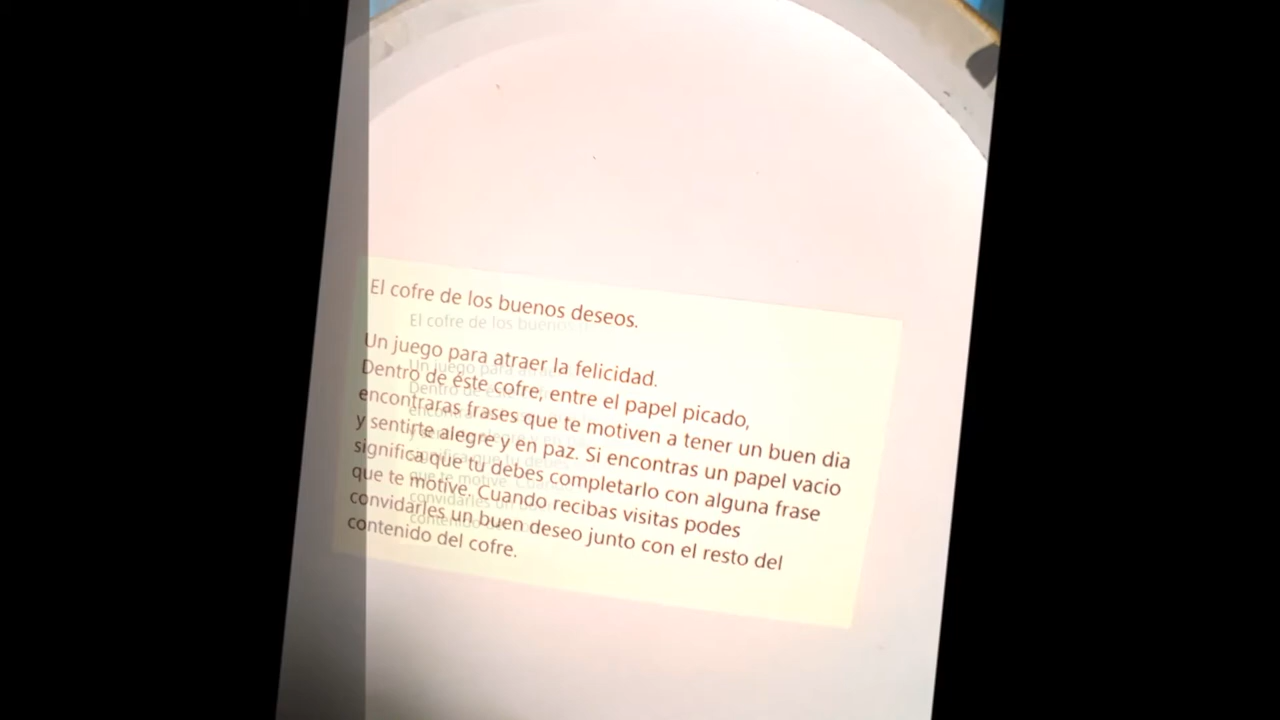 El cofre de los buenos deseos.
Un juego para atraer la felicidad.
Dentro de éste cofre, entre el papel picado,
encontraras frases que te motiven a tener un buen dia
y sentirte alegre y en paz. Si encontras un papel vacio
significa que tu debes completarlo con alguna frase
que te motive. Cuando recibas visitas podes
convidarles un buen deseo junto con el resto del
contenido del cofre.